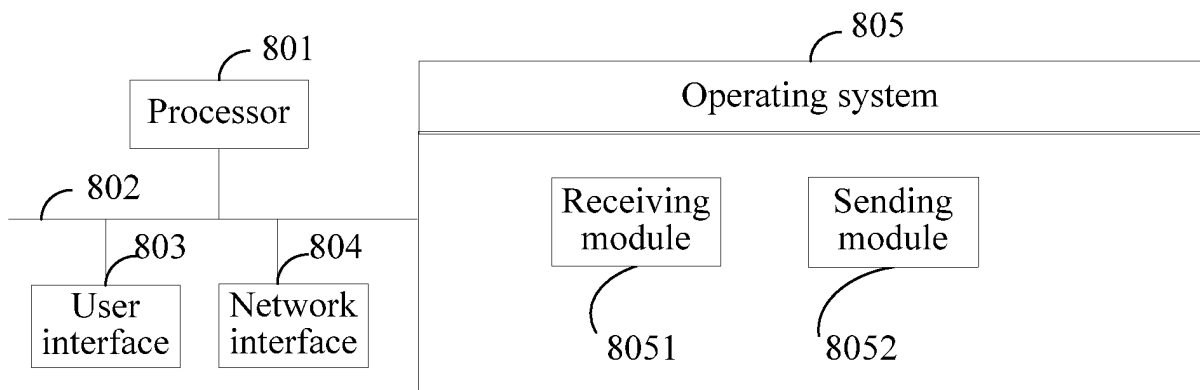 801
Processor
802
803
User
interface
804
Network
interface
805
Operating system
Receiving
module
8051
Sending
module
8052